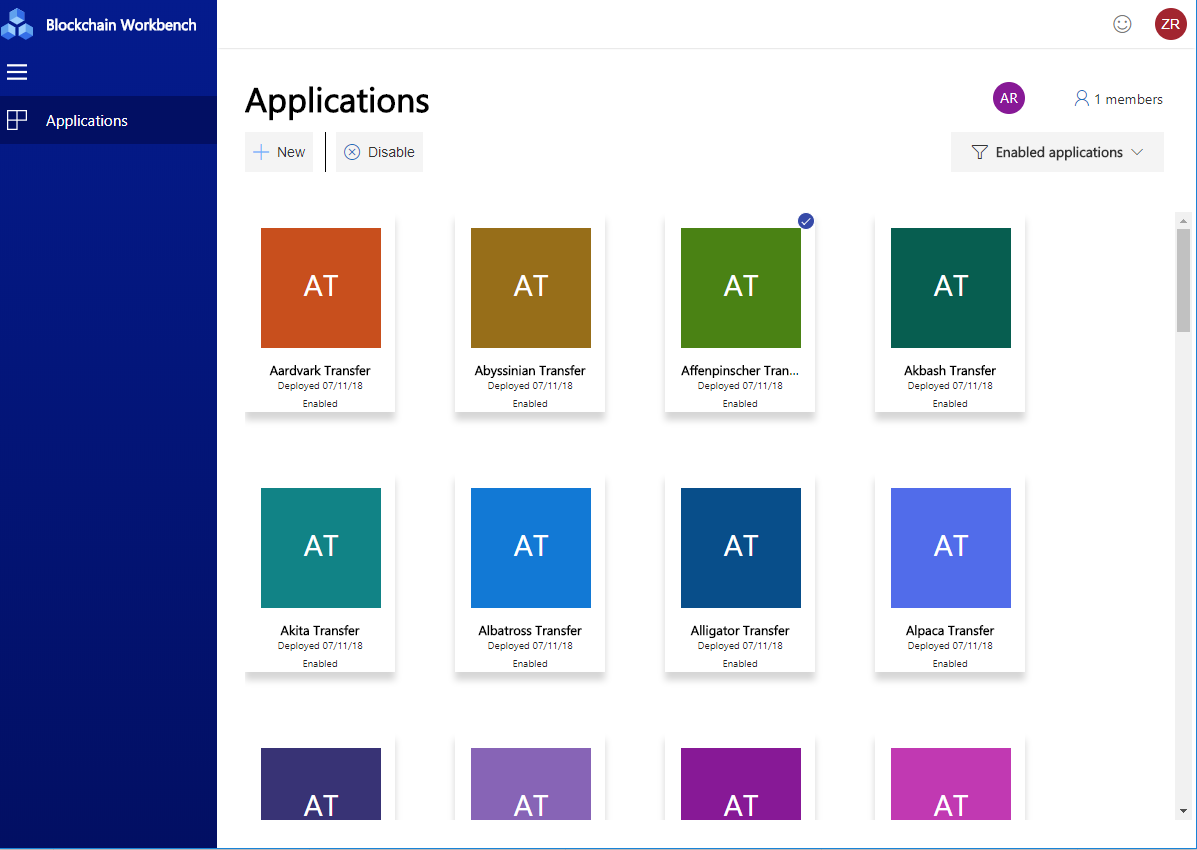 Blockchain Workbench
ZR
Applications
Applications
AR
1 members
New
Disable
Enabled applications
AT
AT
AT
AT
Aardvark Transfer
Deployed 07/11/18
Enabled
Abyssinian Transfer
Deployed 07/11/18
Enabled
Affenpinscher Tran...
Deployed 07/11/18
Enabled
Akbash Transfer
Deployed 07/11/18
Enabled
AT
AT
AT
AT
Akita Transfer
Deployed 07/11/18
Enabled
Albatross Transfer
Deployed 07/11/18
Enabled
Alligator Transfer
Deployed 07/11/18
Enabled
Alpaca Transfer
Deployed 07/11/18
Enabled
AT
AT
AT
AT